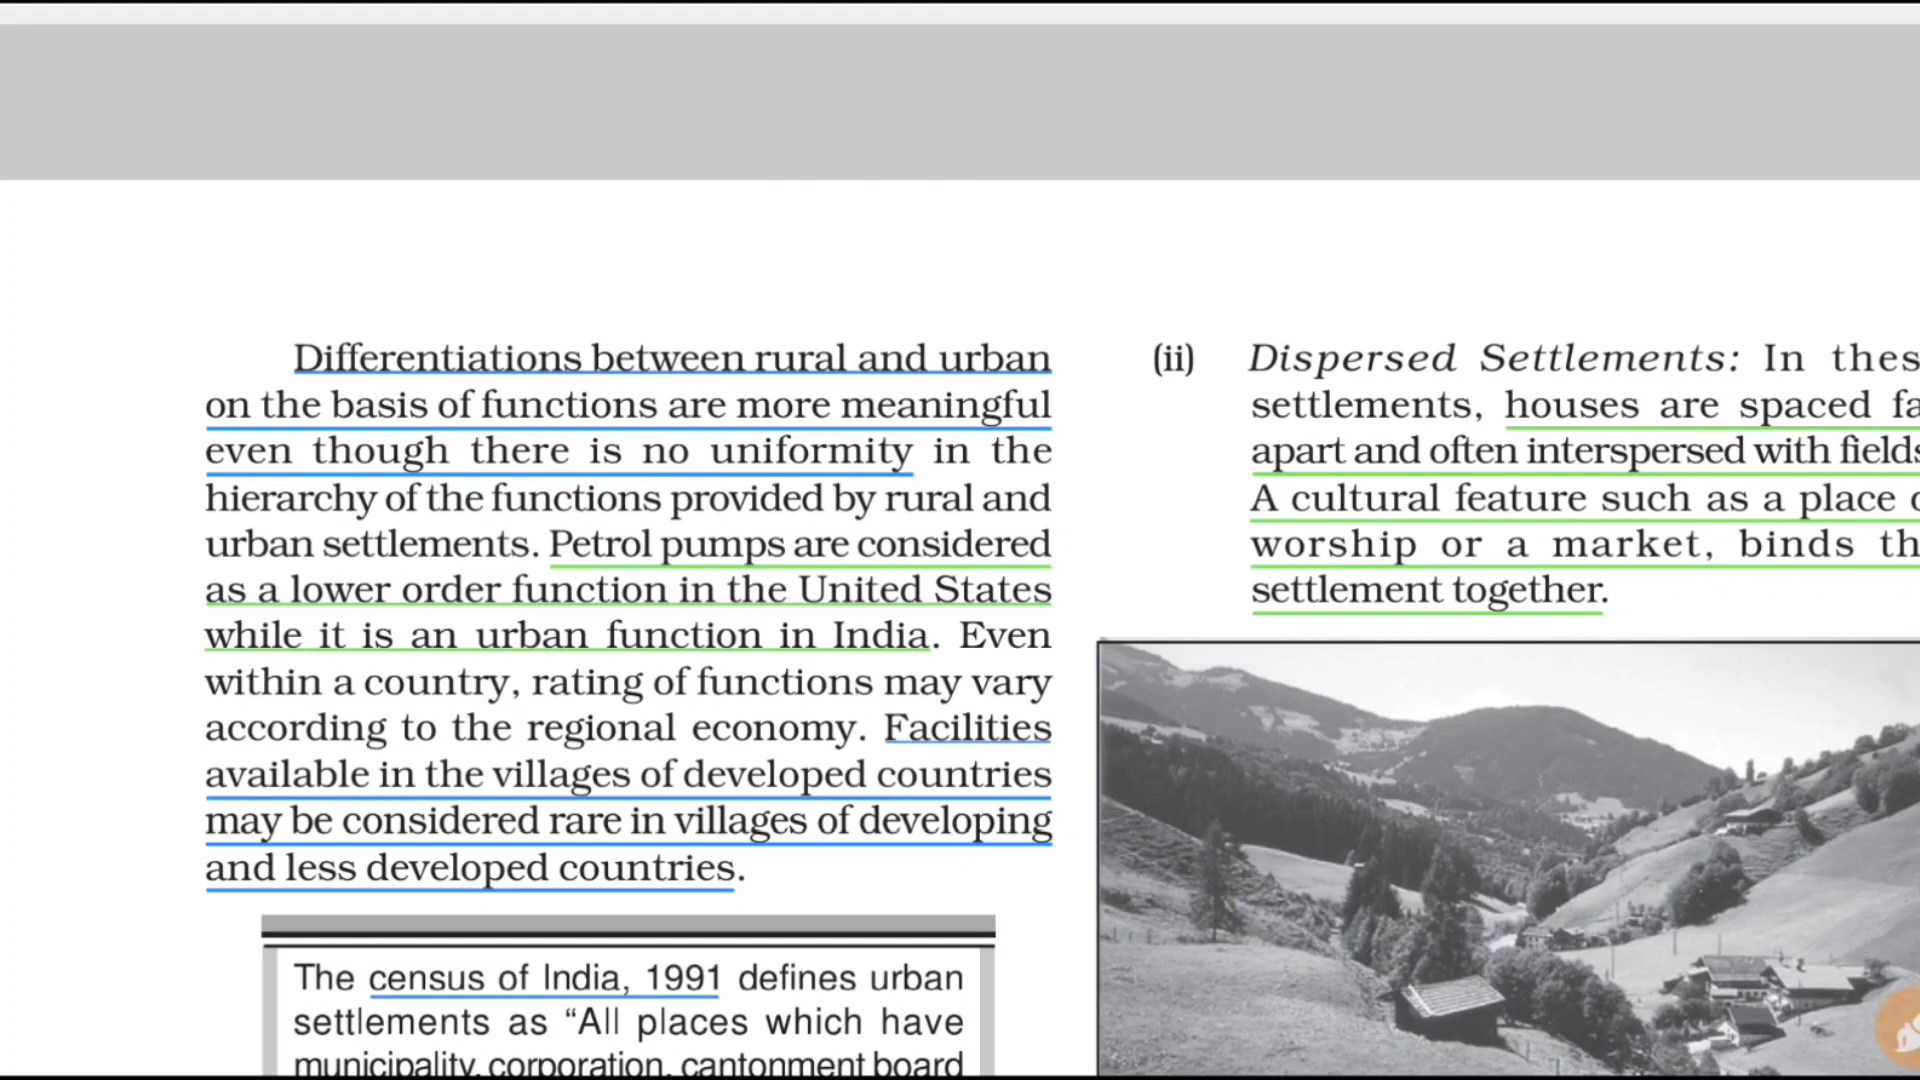 Differentiations between rural and urban
on the basis of functions are more meaningful
even though there is no uniformity in the
hierarchy of the functions provided by rural and
urban settlements. Petrol pumps are considered
as a lower order function in the United States
while it is an urban function in India. Even
within a country, rating of functions may vary
according to the regional economy. Facilities
available in the villages of developed countries
may be considered rare in villages of developing
and less developed countries.
The census of India, 1991 defines urban
settlements as “All places which have
municipality, corporation, cantonment board
(ii) Dispersed Settlements: In
settlements, houses are spaced
apart and often interspersed with
A cultural feature such as a place
worship or a market, binds
settlement together.